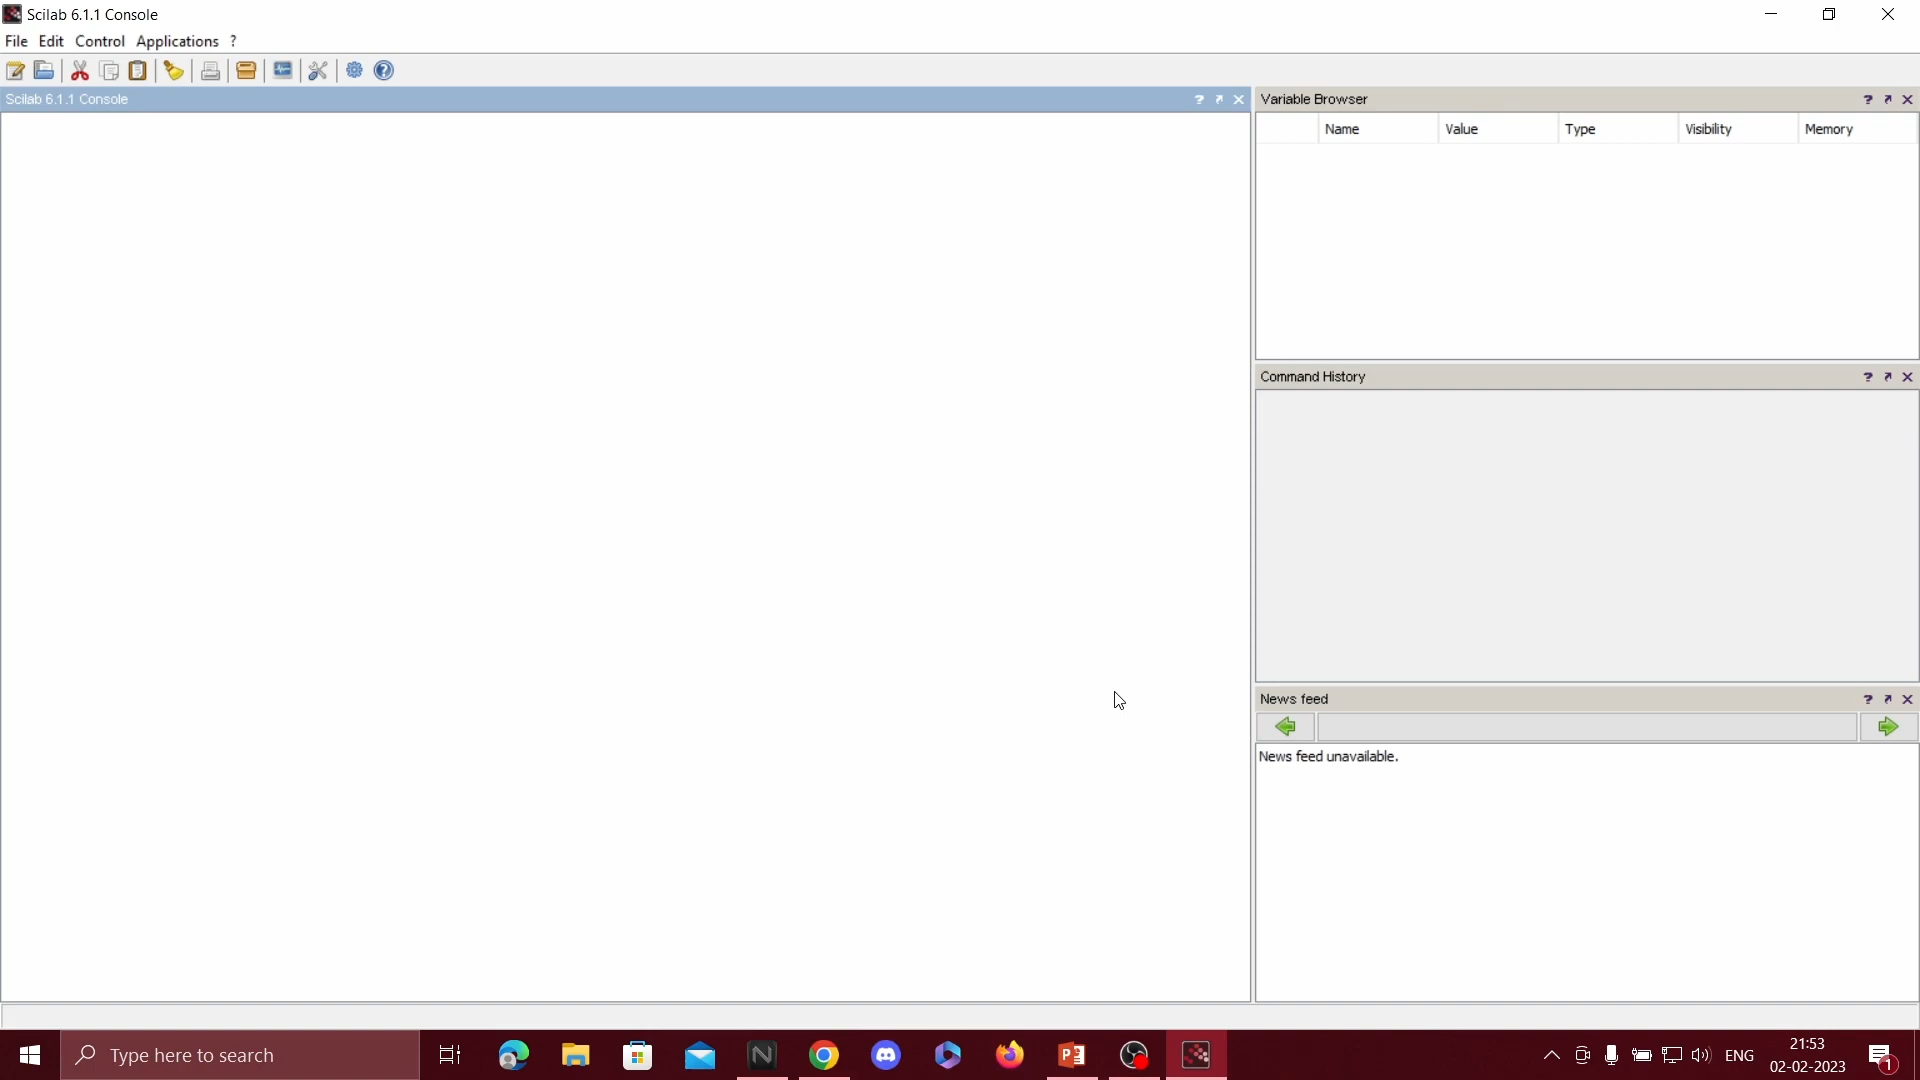 Scilab 6.1.1 Console
File Edit Control Applications ?
Scilab 6.1.1 Console
Variable Browser
Name Value Type Visibility Memory
Command History
News feed
News feed unavailable.
Type here to search
ENG
21:53
02-02-2023
1